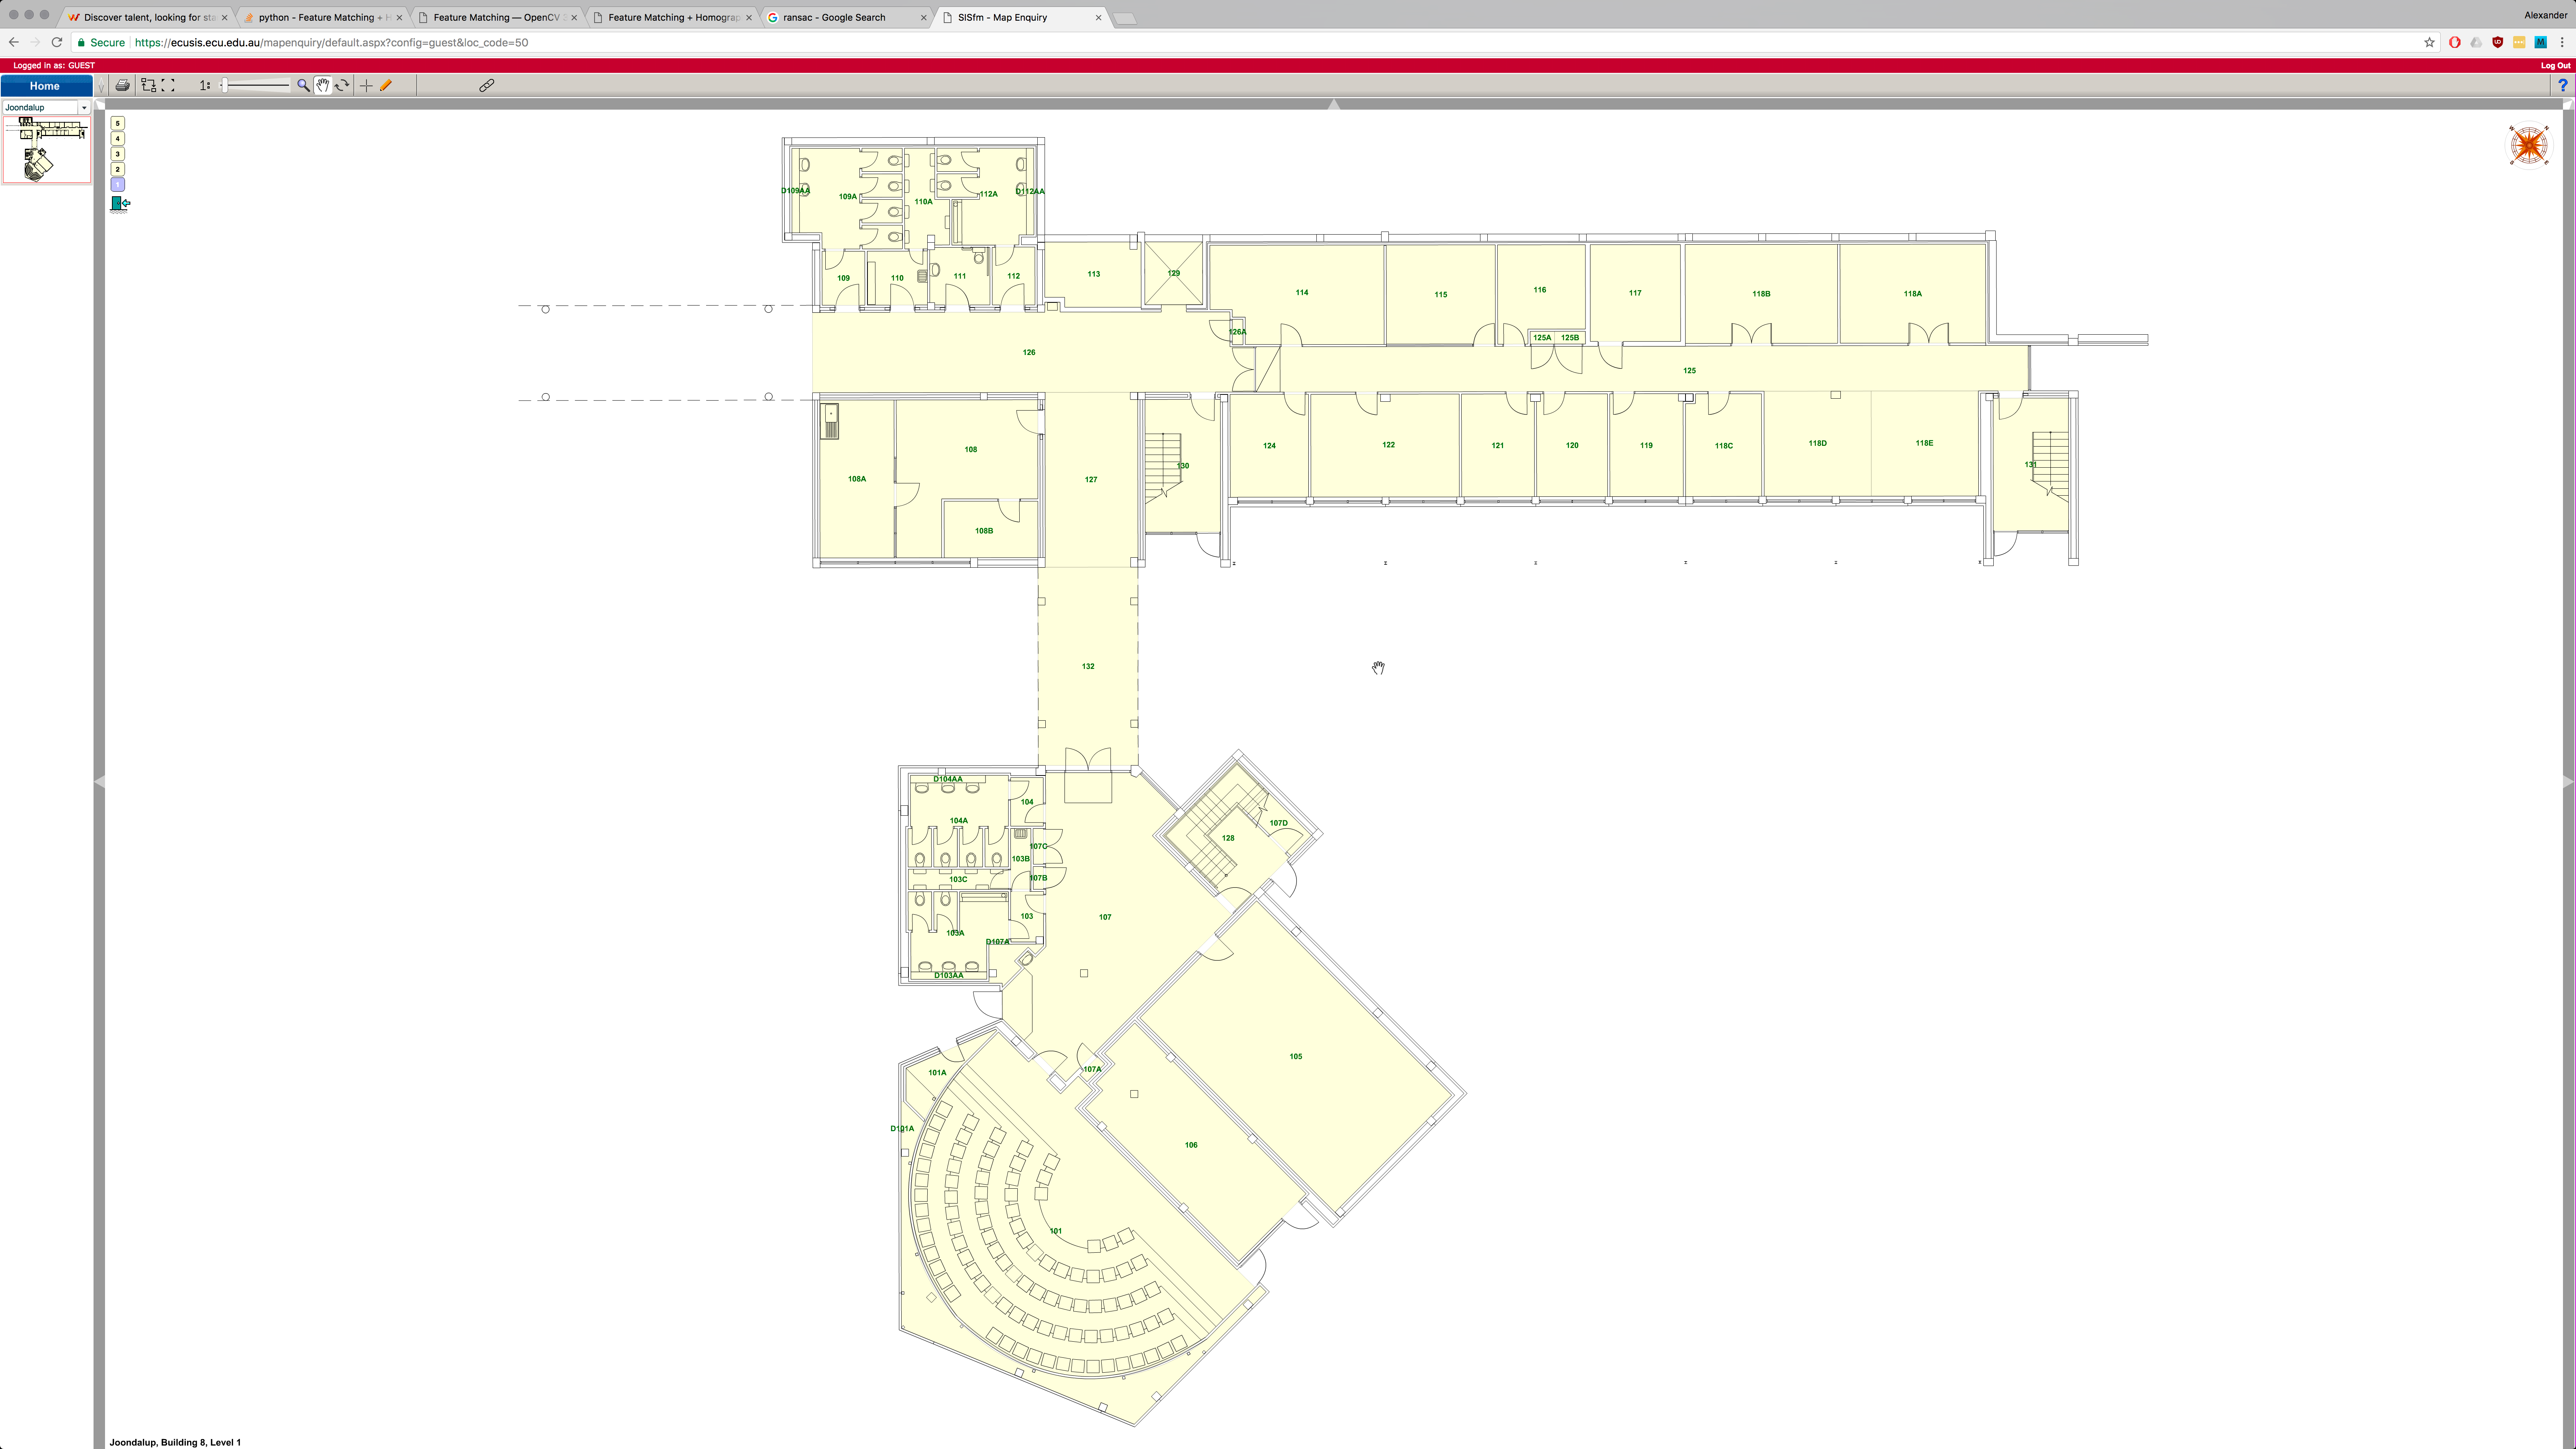 Discover talent, looking for sta
python - Feature Matching + H
Feature Matching — OpenCV 3
Feature Matching + Homograp
ransac - Google Search
SISfm - Map Enquiry
Alexander
Secure https://ecusis.ecu.edu.au/mapenquiry/default.aspx?config=guest&loc_code=50
Logged in as: GUEST
Log Out
Home
1:
?
Joondalup
5
4
3
2
1
D109AA
109A
110A
112A
D112AA
109
110
111
112
113
129
114
115
116
117
118B
118A
126A
125A
125B
126
125
108A
108
108B
127
130
124
122
121
120
119
118C
118D
118E
131
132
D104AA
104
104A
107C
103B
107B
103C
103
103A
D107A
D103AA
107
128
107D
105
107A
101A
D101A
106
101
Joondalup, Building 8, Level 1